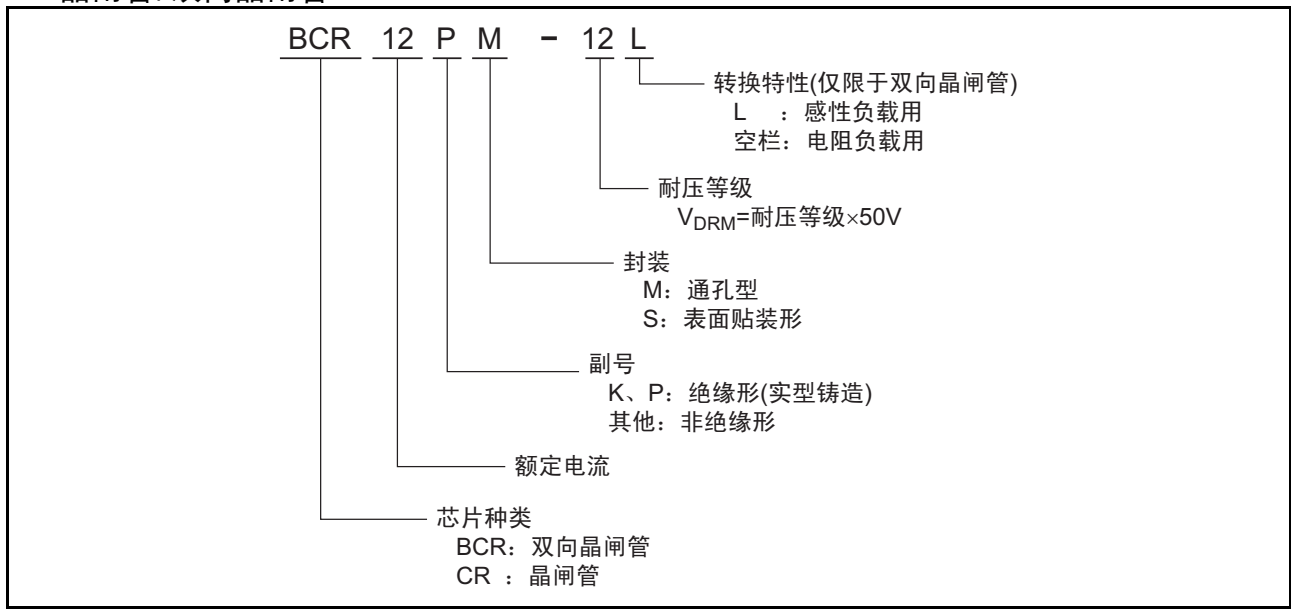 BCR 12 P M - 12 L
转换特性(仅限于双向晶闸管)
L ：感性负载用
空栏：电阻负载用
耐压等级
VDRM=耐压等级×50V
封装
M：通孔型
S：表面贴装形
副号
K、P：绝缘形(实型铸造)
其他：非绝缘形
额定电流
芯片种类
BCR：双向晶闸管
CR ：晶闸管